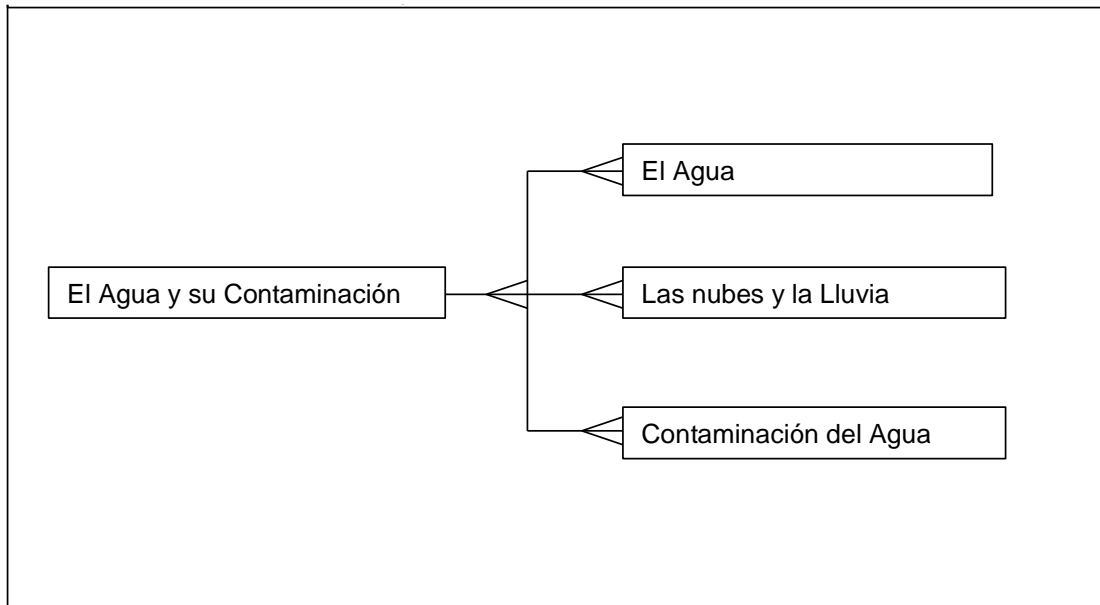 El Agua
El Agua y su Contaminación
Las nubes y la Lluvia
Contaminación del Agua